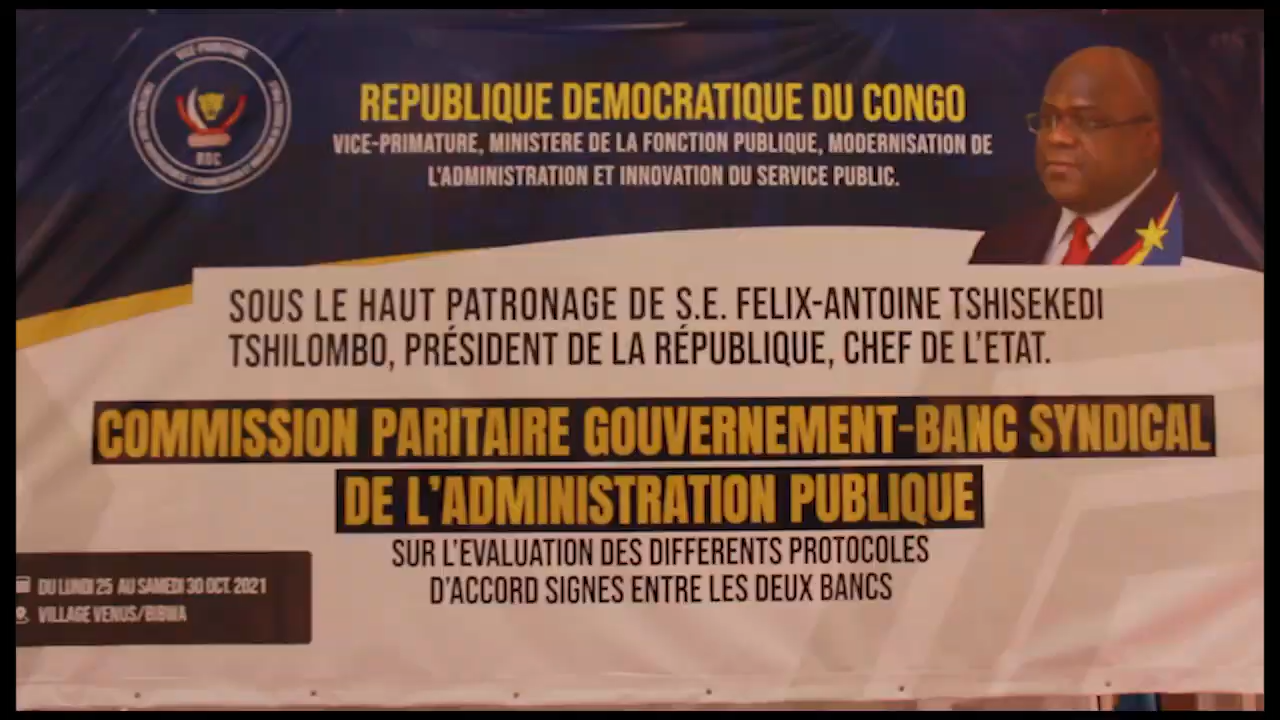 VICE-PRIMATURE
RDC
REPUBLIQUE DEMOCRATIQUE DU CONGO
VICE-PRIMATURE, MINISTERE DE LA FONCTION PUBLIQUE, MODERNISATION DE
L'ADMINISTRATION ET INNOVATION DU SERVICE PUBLIC.
SOUS LE HAUT PATRONAGE DE S.E. FELIX-ANTOINE TSHISEKEDI
TSHILOMBO, PRÉSIDENT DE LA RÉPUBLIQUE, CHEF DE L'ETAT.
COMMISSION PARITAIRE GOUVERNEMENT-BANC SYNDICAL
DE L'ADMINISTRATION PUBLIQUE
SUR L'EVALUATION DES DIFFERENTS PROTOCOLES
D'ACCORD SIGNES ENTRE LES DEUX BANCS
DU LUNDI 25 AU SAMEDI 30 OCT. 2021
VILLAGE VENUS/BIBWA